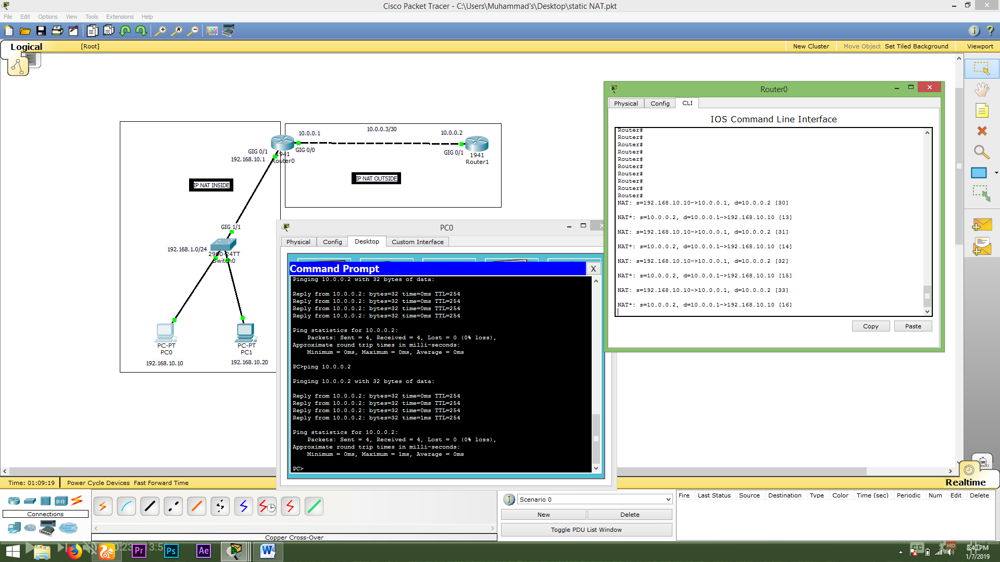 Cisco Packet Tracer - C:\Users\Muhammad's\Desktop\static NAT.pkt
File Edit Options View Tools Extensions Help
Logical [Root] New Cluster Move Object Set Tiled Background Viewport
10.0.0.1 10.0.0.3/30 10.0.0.2
GIG 0/1 GIG 0/0 GIG 0/1
192.168.10.1
1941
Router0
1941
Router1
IP NAT INSIDE
IP NAT OUTSIDE
GIG 1/1
192.168.1.0/24
2960-24TT
Switch0
PC-PT
PC0
192.168.10.10
PC-PT
PC1
192.168.10.20
PC0
Physical Config Desktop Custom Interface
Command Prompt X
Pinging 10.0.0.2 with 32 bytes of data:
Reply from 10.0.0.2: bytes=32 time=0ms TTL=254
Reply from 10.0.0.2: bytes=32 time=0ms TTL=254
Reply from 10.0.0.2: bytes=32 time=0ms TTL=254
Reply from 10.0.0.2: bytes=32 time=0ms TTL=254
Ping statistics for 10.0.0.2:
Packets: Sent = 4, Received = 4, Lost = 0 (0% loss),
Approximate round trip times in milli-seconds:
Minimum = 0ms, Maximum = 0ms, Average = 0ms
PC>ping 10.0.0.2
Pinging 10.0.0.2 with 32 bytes of data:
Reply from 10.0.0.2: bytes=32 time=0ms TTL=254
Reply from 10.0.0.2: bytes=32 time=0ms TTL=254
Reply from 10.0.0.2: bytes=32 time=0ms TTL=254
Reply from 10.0.0.2: bytes=32 time=1ms TTL=254
Ping statistics for 10.0.0.2:
Packets: Sent = 4, Received = 4, Lost = 0 (0% loss),
Approximate round trip times in milli-seconds:
Minimum = 0ms, Maximum = 1ms, Average = 0ms
PC>
Router0
Physical Config CLI
IOS Command Line Interface
Router#
Router#
Router#
Router#
Router#
Router#
Router#
Router#
Router#
Router#
NAT: s=192.168.10.10->10.0.0.1, d=10.0.0.2 [30]
NAT*: s=10.0.0.2, d=10.0.0.1->192.168.10.10 [13]
NAT: s=192.168.10.10->10.0.0.1, d=10.0.0.2 [31]
NAT*: s=10.0.0.2, d=10.0.0.1->192.168.10.10 [14]
NAT: s=192.168.10.10->10.0.0.1, d=10.0.0.2 [32]
NAT*: s=10.0.0.2, d=10.0.0.1->192.168.10.10 [15]
NAT: s=192.168.10.10->10.0.0.1, d=10.0.0.2 [33]
NAT*: s=10.0.0.2, d=10.0.0.1->192.168.10.10 [16]
Copy Paste
Time: 01:09:19 Power Cycle Devices Fast Forward Time Realtime
Connections
Copper Cross-Over
Scenario 0
New Delete
Toggle PDU List Window
Fire Last Status Source Destination Type Color Time (sec) Periodic Num Edit Delete
Pr Ps Ae W
CC HD
8:40 PM
1/7/2019